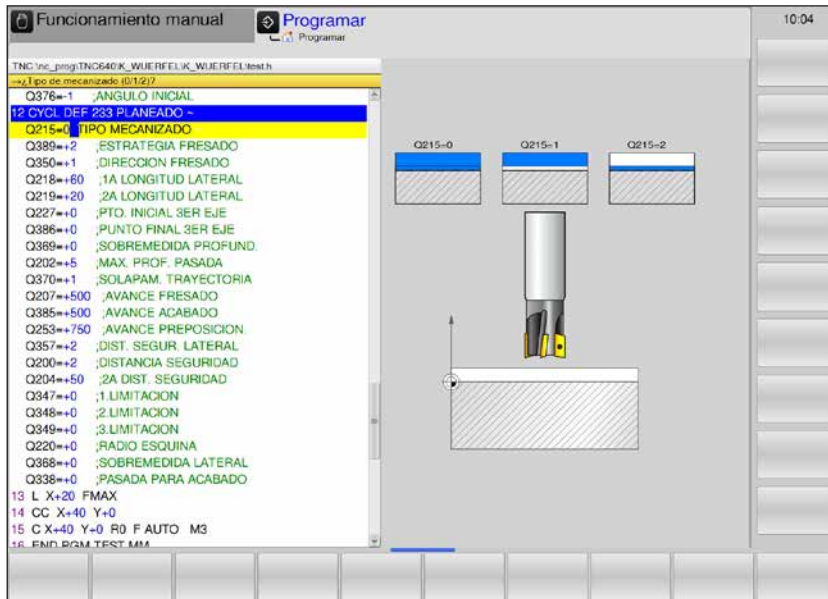 Funcionamiento manual
Programar
Programar
10:04
TNC:\nc_prog\TNC640\K_WUERFEL\K_WUERFEL\test.h
→¿Tipo de mecanizado (0/1/2)?
Q376=-1 ;ANGULO INICIAL
12 CYCL DEF 233 PLANEADO ~
Q215=0 TIPO MECANIZADO
Q389=+2 ;ESTRATEGIA FRESADO
Q350=+1 ;DIRECCION FRESADO
Q218=+60 ;1A LONGITUD LATERAL
Q219=+20 ;2A LONGITUD LATERAL
Q227=+0 ;PTO. INICIAL 3ER EJE
Q386=+0 ;PUNTO FINAL 3ER EJE
Q369=+0 ;SOBREMEDIDA PROFUND.
Q202=+5 ;MAX. PROF. PASADA
Q370=+1 ;SOLAPAM. TRAYECTORIA
Q207=+500 ;AVANCE FRESADO
Q385=+500 ;AVANCE ACABADO
Q253=+750 ;AVANCE PREPOSICION.
Q357=+2 ;DIST. SEGUR. LATERAL
Q200=+2 ;DISTANCIA SEGURIDAD
Q204=+50 ;2A DIST. SEGURIDAD
Q347=+0 ;1.LIMITACION
Q348=+0 ;2.LIMITACION
Q349=+0 ;3.LIMITACION
Q220=+0 ;RADIO ESQUINA
Q368=+0 ;SOBREMEDIDA LATERAL
Q338=+0 ;PASADA PARA ACABADO
13 L X+20 FMAX
14 CC X+40 Y+0
15 C X+40 Y+0 R0 F AUTO M3
16 END PGM TEST MM
Q215=0
Q215=1
Q215=2